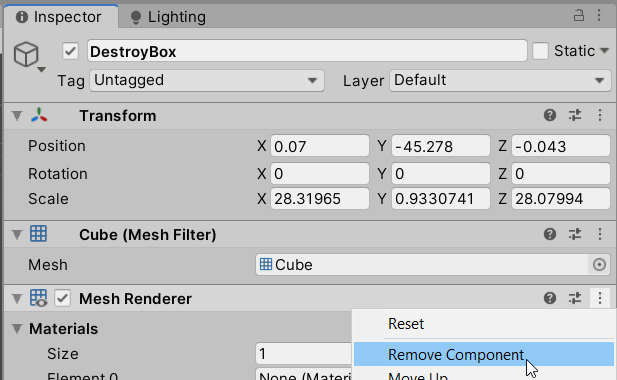 Inspector Lighting
DestroyBox Static
Tag Untagged Layer Default
Transform
Position X 0.07 Y -45.278 Z -0.043
Rotation X 0 Y 0 Z 0
Scale X 28.31965 Y 0.9330741 Z 28.07994
Cube (Mesh Filter)
Mesh Cube
Mesh Renderer
Reset
Materials
Size 1
Remove Component
Element 0 None (Materi
Move Up